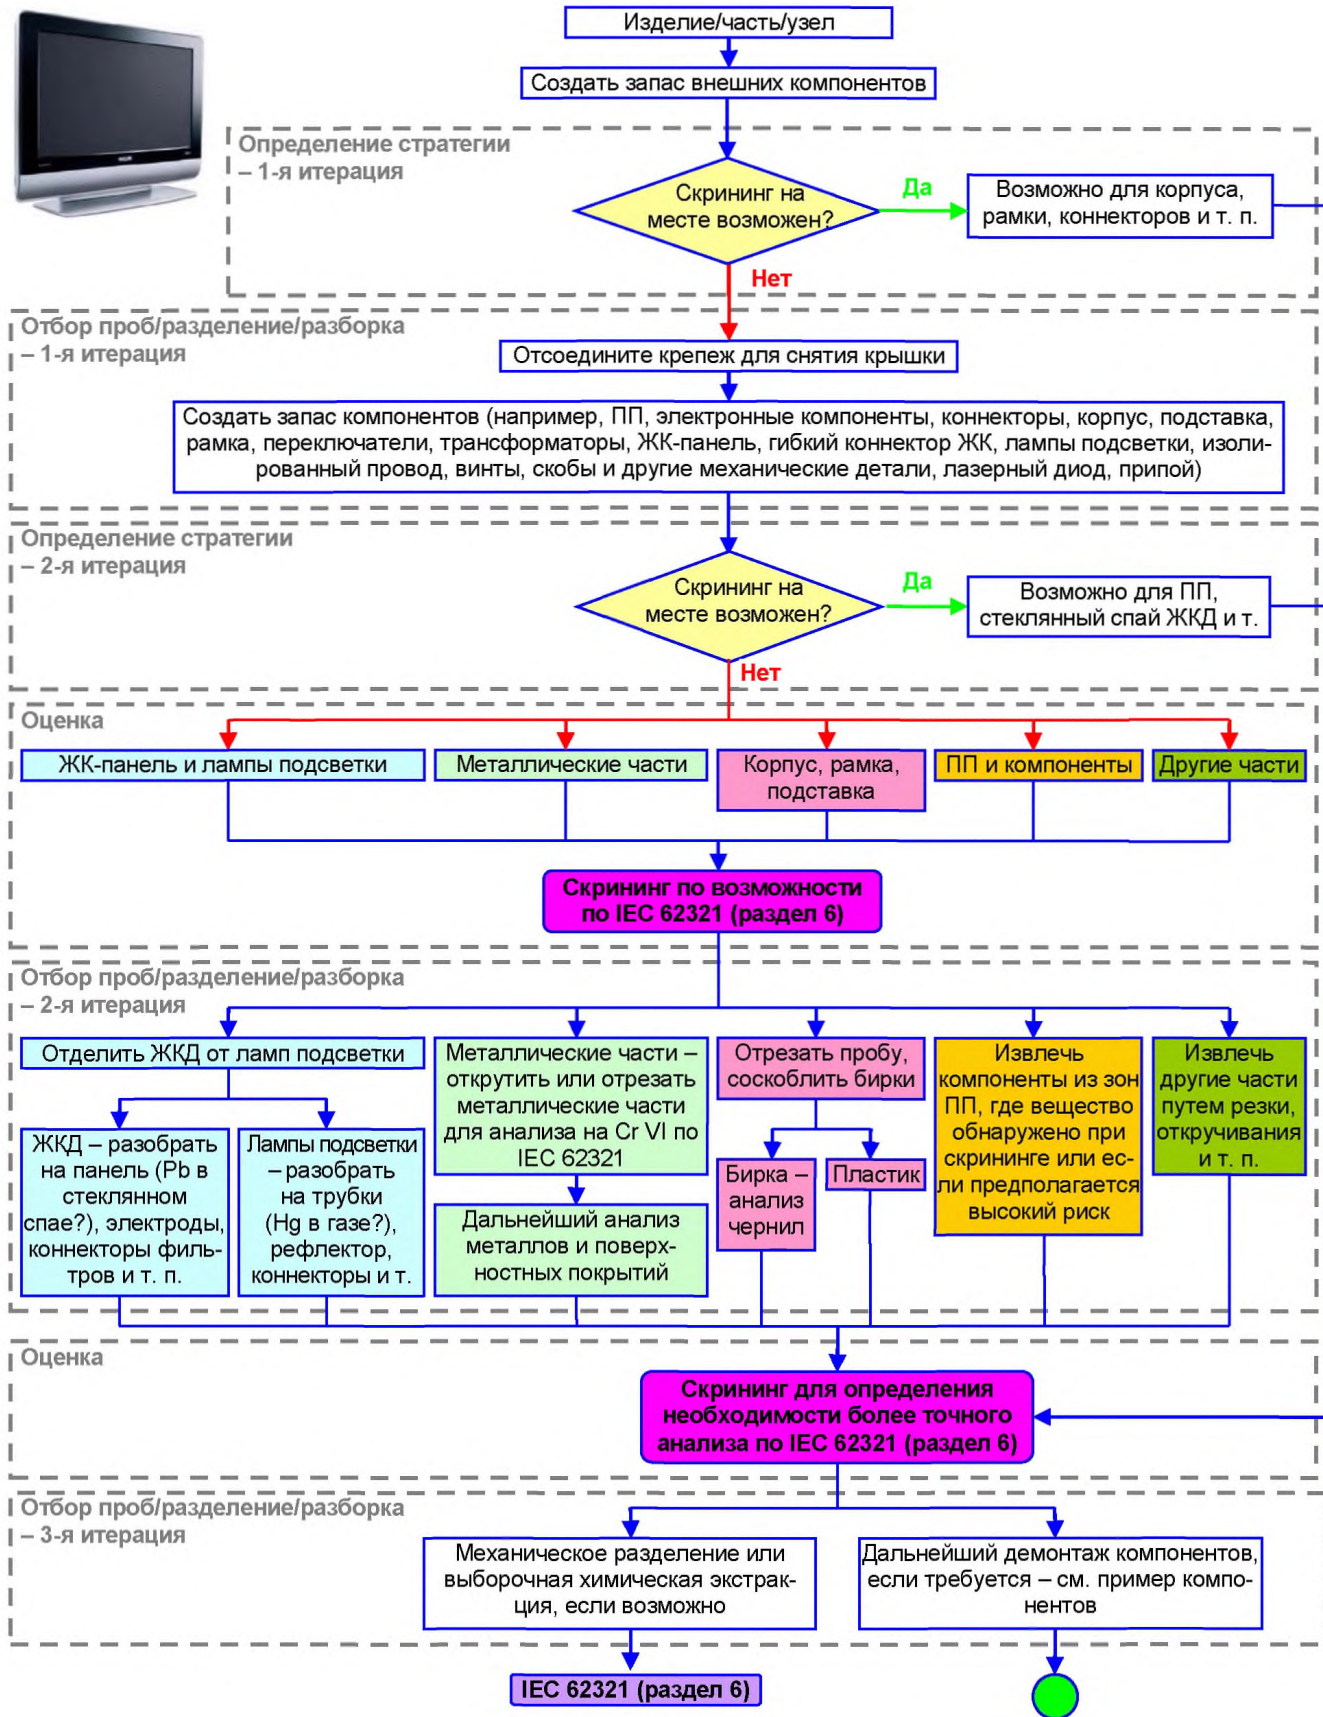 Изделие/часть/узел
Создать запас внешних компонентов
Определение стратегии
– 1-я итерация
Скрининг на
месте возможен?
Да
Возможно для корпуса,
рамки, коннекторов и т. п.
Нет
Отбор проб/разделение/разборка
– 1-я итерация
Отсоедините крепеж для снятия крышки
Создать запас компонентов (например, ПП, электронные компоненты, коннекторы, корпус, подставка,
рамка, переключатели, трансформаторы, ЖК-панель, гибкий коннектор ЖК, лампы подсветки, изоли-
рованный провод, винты, скобы и другие механические детали, лазерный диод, припой)
Определение стратегии
– 2-я итерация
Скрининг на
месте возможен?
Да
Возможно для ПП,
стеклянный спай ЖКД и т.
Нет
Оценка
ЖК-панель и лампы подсветки
Металлические части
Корпус, рамка,
подставка
ПП и компоненты
Другие части
Скрининг по возможности
по IEC 62321 (раздел 6)
Отбор проб/разделение/разборка
– 2-я итерация
Отделить ЖКД от ламп подсветки
ЖКД – разобрать
на панель (Pb в
стеклянном
спае?), электроды,
коннекторы филь-
тров и т. п.
Лампы подсветки
– разобрать
на трубки
(Hg в газе?),
рефлектор,
коннекторы и т.
Металлические части –
открутить или отрезать
металлические части
для анализа на Cr VI по
IEC 62321
Дальнейший анализ
металлов и поверх-
ностных покрытий
Отрезать пробу,
соскоблить бирки
Бирка –
анализ
чернил
Пластик
Извлечь
компоненты из зон
ПП, где вещество
обнаружено при
скрининге или ес-
ли предполагается
высокий риск
Извлечь
другие части
путем резки,
откручивания
и т. п.
Оценка
Скрининг для определения
необходимости более точного
анализа по IEC 62321 (раздел 6)
Отбор проб/разделение/разборка
– 3-я итерация
Механическое разделение или
выборочная химическая экстрак-
ция, если возможно
Дальнейший демонтаж компонентов,
если требуется – см. пример компо-
нентов
IEC 62321 (раздел 6)